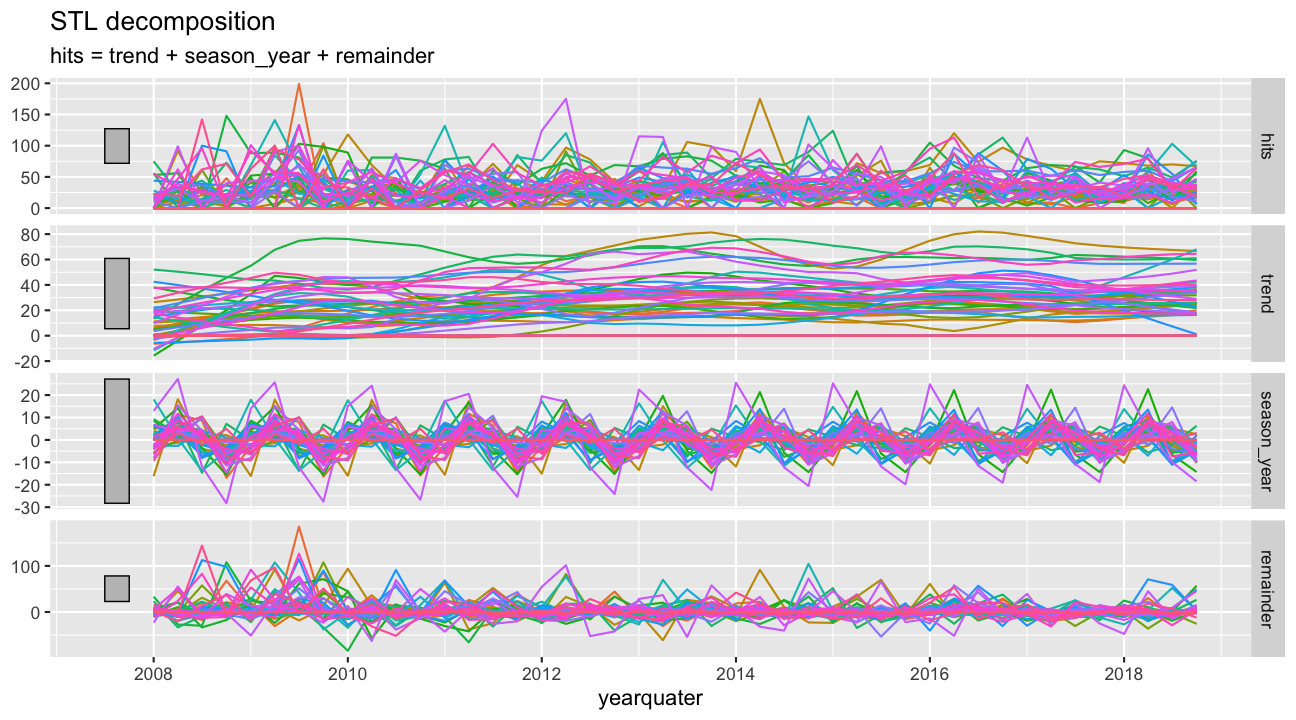 STL decomposition
hits = trend + season_year + remainder
200
150
100
50
0
hits
80
60
40
20
0
-20
trend
20
10
0
-10
-20
-30
season_year
100
0
remainder
2008 2010 2012 2014 2016 2018
yearquater